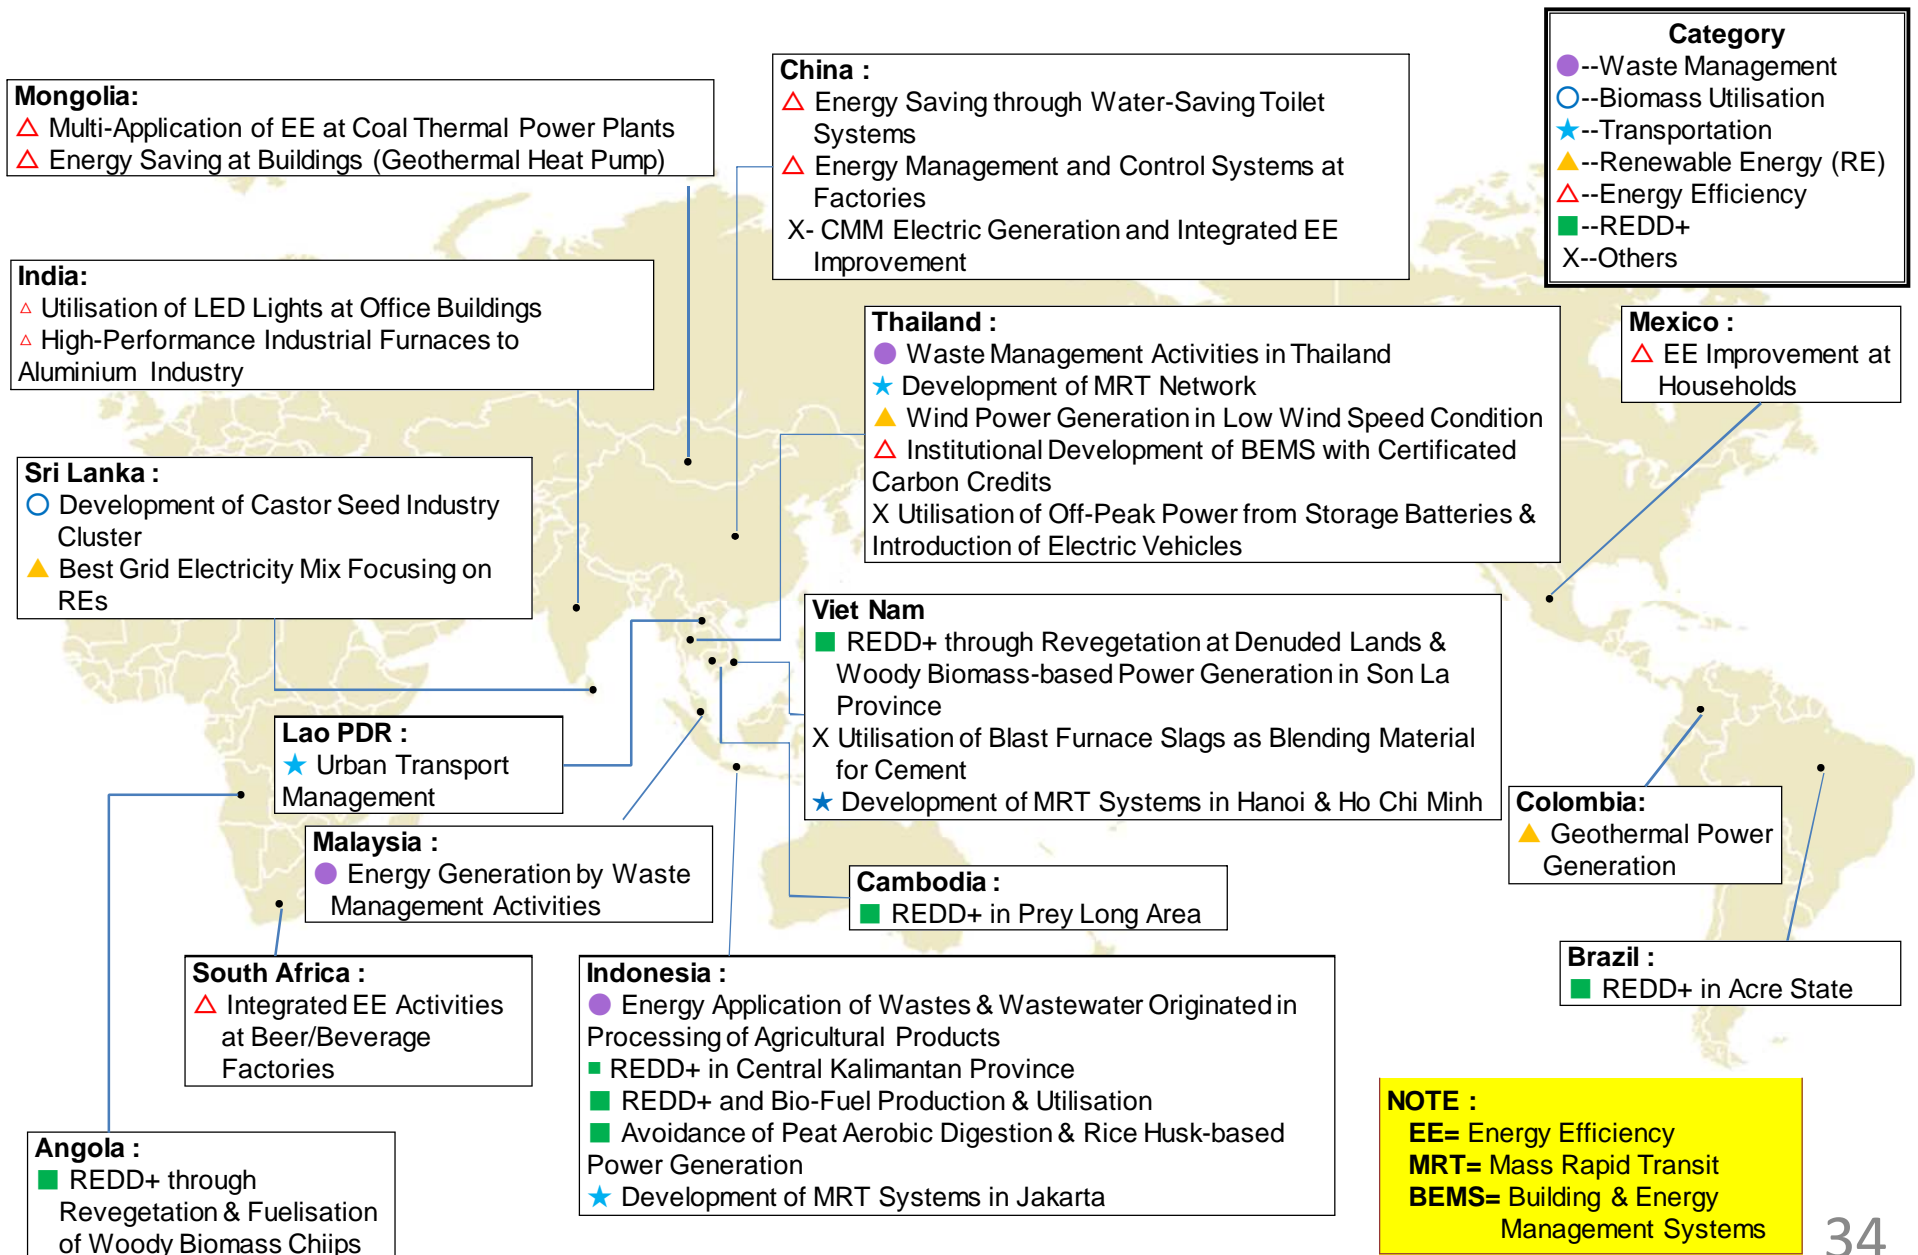 Category
--Waste Management
--Biomass Utilisation
--Transportation
--Renewable Energy (RE)
--Energy Efficiency
--REDD+
X--Others
Mongolia:
Multi-Application of EE at Coal Thermal Power Plants
Energy Saving at Buildings (Geothermal Heat Pump)
China :
Energy Saving through Water-Saving Toilet
Systems
Energy Management and Control Systems at
Factories
X- CMM Electric Generation and Integrated EE
Improvement
India:
Utilisation of LED Lights at Office Buildings
High-Performance Industrial Furnaces to
Aluminium Industry
Thailand :
Waste Management Activities in Thailand
Development of MRT Network
Wind Power Generation in Low Wind Speed Condition
Institutional Development of BEMS with Certificated
Carbon Credits
X Utilisation of Off-Peak Power from Storage Batteries &
Introduction of Electric Vehicles
Mexico :
EE Improvement at
Households
Sri Lanka :
Development of Castor Seed Industry
Cluster
Best Grid Electricity Mix Focusing on
REs
Viet Nam
REDD+ through Revegetation at Denuded Lands &
Woody Biomass-based Power Generation in Son La
Province
X Utilisation of Blast Furnace Slags as Blending Material
for Cement
Development of MRT Systems in Hanoi & Ho Chi Minh
Lao PDR :
Urban Transport
Management
Colombia:
Geothermal Power
Generation
Malaysia :
Energy Generation by Waste
Management Activities
Cambodia :
REDD+ in Prey Long Area
Brazil :
REDD+ in Acre State
South Africa :
Integrated EE Activities
at Beer/Beverage
Factories
Indonesia :
Energy Application of Wastes & Wastewater Originated in
Processing of Agricultural Products
REDD+ in Central Kalimantan Province
REDD+ and Bio-Fuel Production & Utilisation
Avoidance of Peat Aerobic Digestion & Rice Husk-based
Power Generation
Development of MRT Systems in Jakarta
Angola :
REDD+ through
Revegetation & Fuelisation
of Woody Biomass Chiips
NOTE :
EE= Energy Efficiency
MRT= Mass Rapid Transit
BEMS= Building & Energy
Management Systems
34